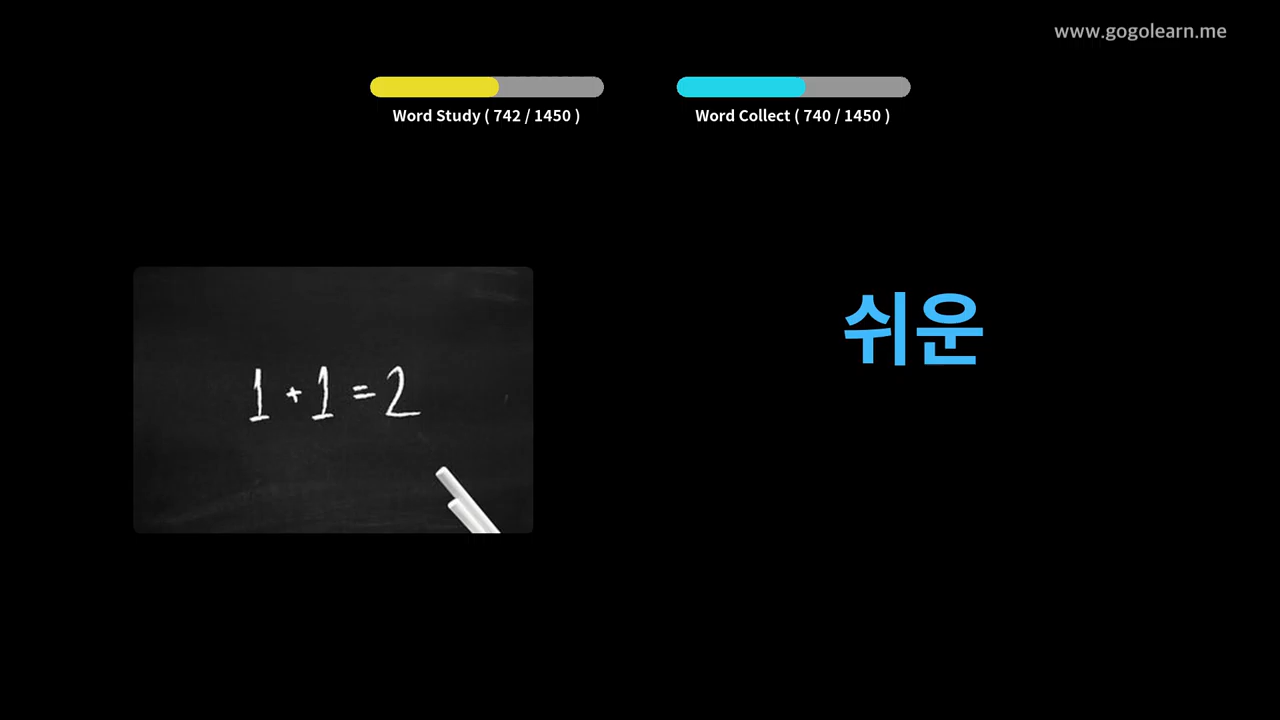 www.gogolearn.me
Word Study ( 742 / 1450 )
Word Collect ( 740 / 1450 )
쉬운
1 + 1 = 2